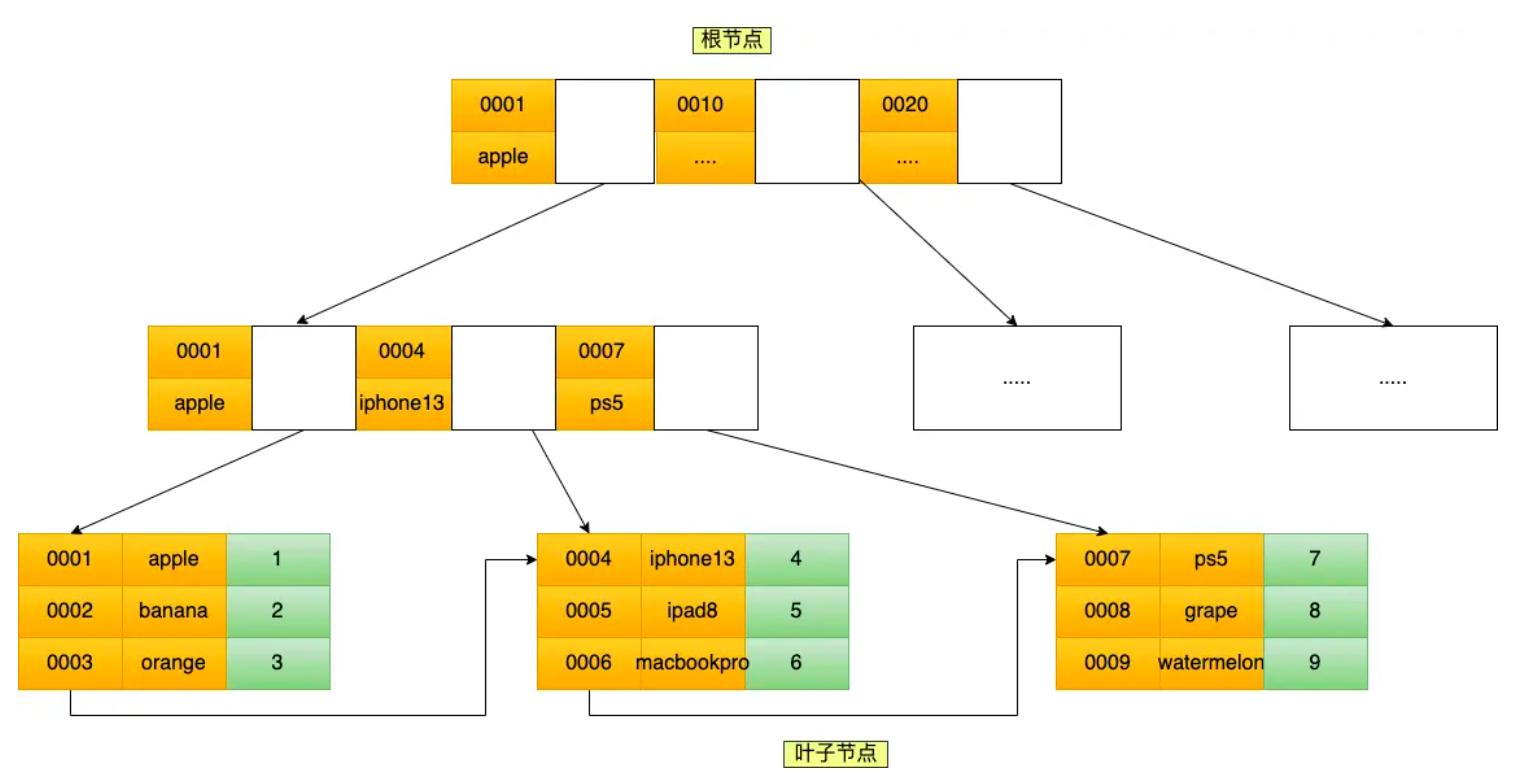 根节点
0001 0010 0020
apple .... ....
0001 0004 0007
apple iphone13 ps5
..... .....
0001 apple 1
0002 banana 2
0003 orange 3
0004 iphone13 4
0005 ipad8 5
0006 macbookpro 6
0007 ps5 7
0008 grape 8
0009 watermelon 9
叶子节点